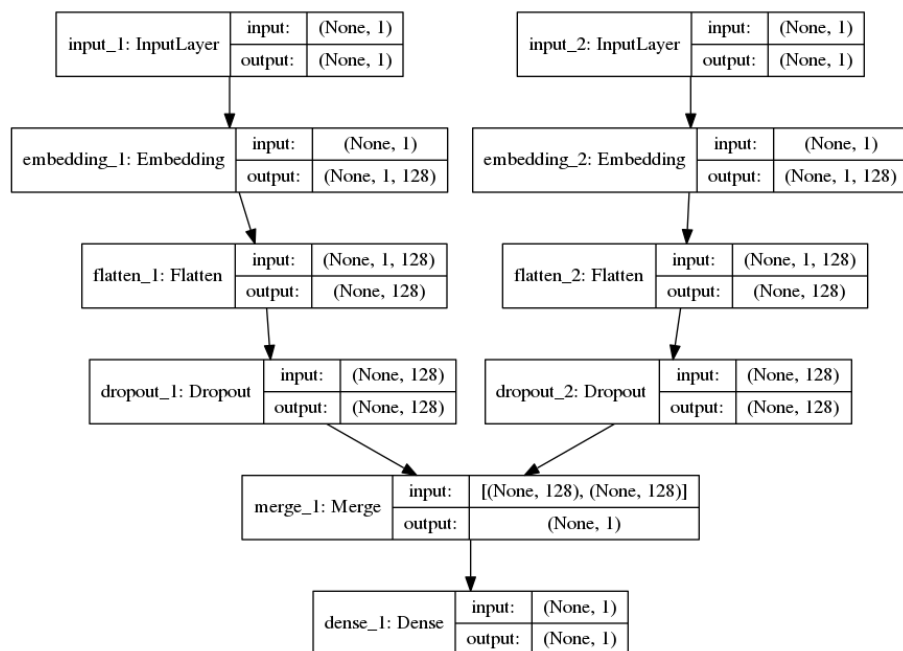 input_1: InputLayer
input: (None, 1)
output: (None, 1)
input_2: InputLayer
input: (None, 1)
output: (None, 1)
embedding_1: Embedding
input: (None, 1)
output: (None, 1, 128)
embedding_2: Embedding
input: (None, 1)
output: (None, 1, 128)
flatten_1: Flatten
input: (None, 1, 128)
output: (None, 128)
flatten_2: Flatten
input: (None, 1, 128)
output: (None, 128)
dropout_1: Dropout
input: (None, 128)
output: (None, 128)
dropout_2: Dropout
input: (None, 128)
output: (None, 128)
merge_1: Merge
input: [(None, 128), (None, 128)]
output: (None, 1)
dense_1: Dense
input: (None, 1)
output: (None, 1)